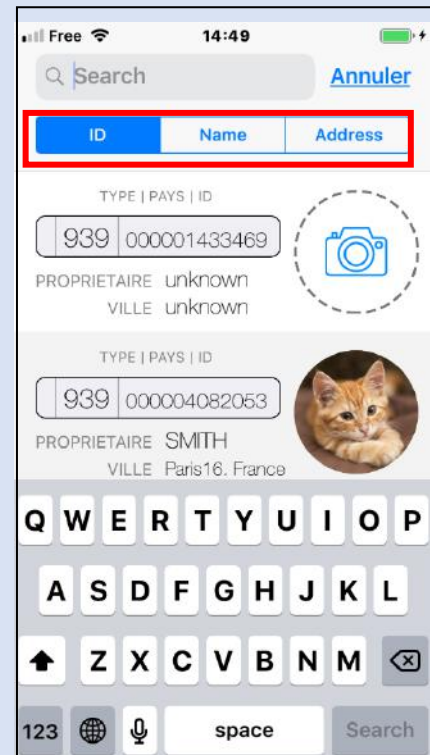 Free 14:49
Search Annuler
ID Name Address
TYPE | PAYS | ID
939 000001433469
PROPRIETAIRE unknown
VILLE unknown
TYPE | PAYS | ID
939 000004082053
PROPRIETAIRE SMITH
VILLE Paris16. France
Q W E R T Y U I O P
A S D F G H J K L
Z X C V B N M
123 space Search